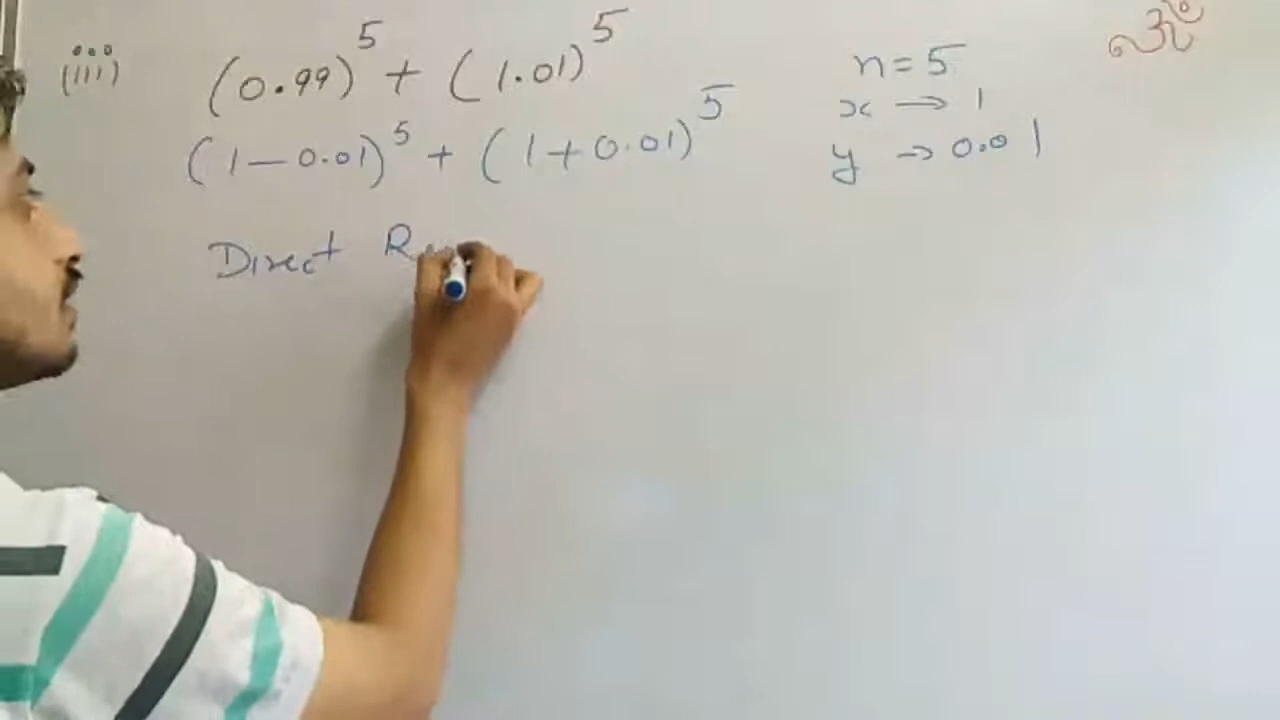 (iii) (0.99)^5 + (1.01)^5
(1-0.01)^5 + (1+0.01)^5
Direct
n=5
x → 1
y → 0.01